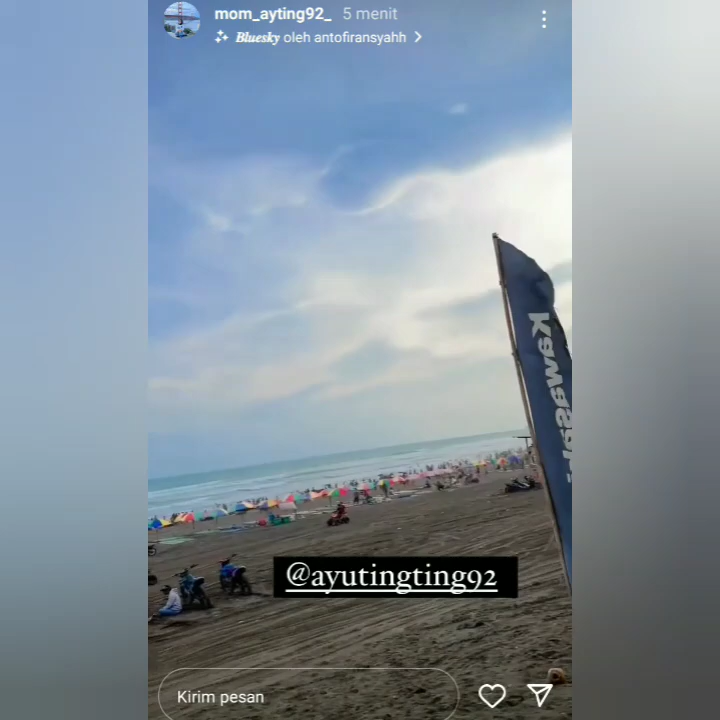 mom_ayting92_ 5 menit
Bluesky oleh antofiransyahh
Kawasaki
@ayutingting92
Kirim pesan